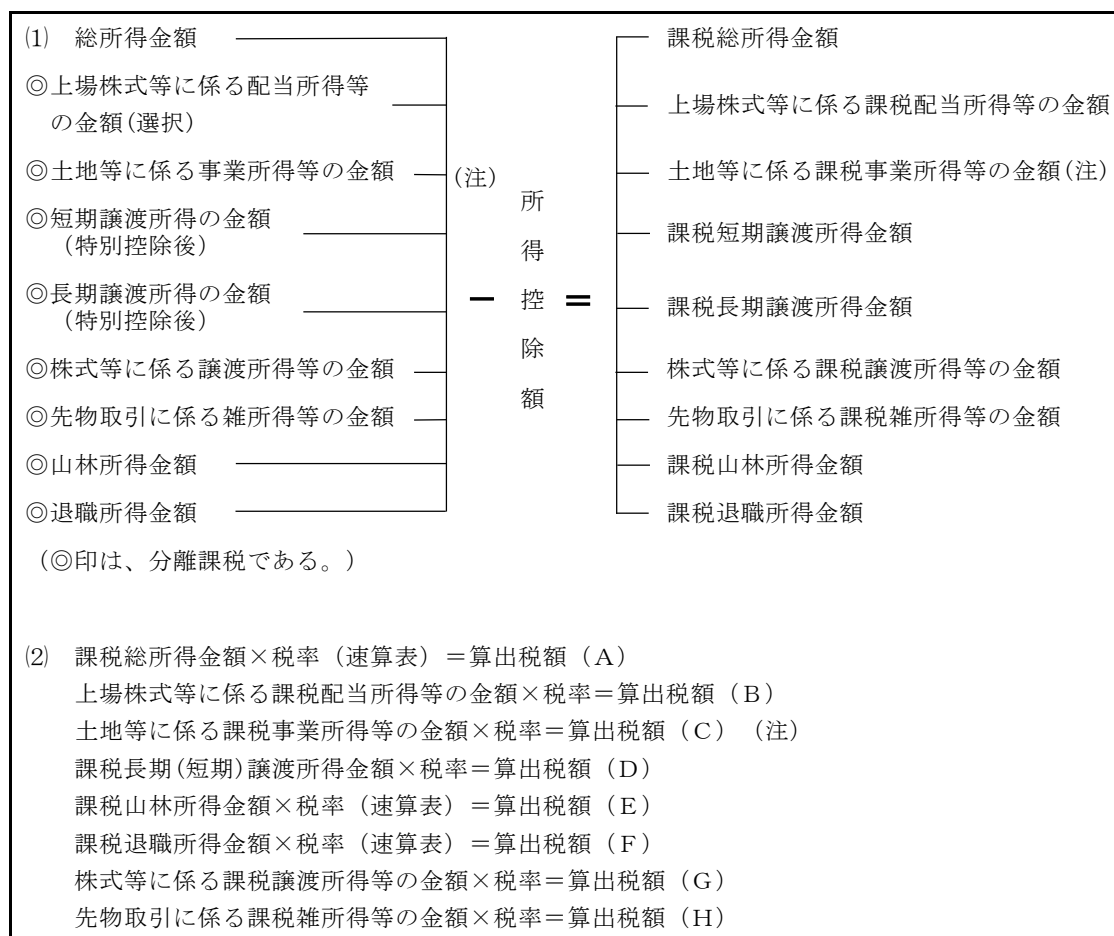 ⑴ 総所得金額
◎上場株式等に係る配当所得等
の金額(選択)
◎土地等に係る事業所得等の金額
(注)
◎短期譲渡所得の金額
(特別控除後)
◎長期譲渡所得の金額
(特別控除後)
◎株式等に係る譲渡所得等の金額
◎先物取引に係る雑所得等の金額
◎山林所得金額
◎退職所得金額
－
所得控除額
＝
課税総所得金額
上場株式等に係る課税配当所得等の金額
土地等に係る課税事業所得等の金額(注)
課税短期譲渡所得金額
課税長期譲渡所得金額
株式等に係る課税譲渡所得等の金額
先物取引に係る課税雑所得等の金額
課税山林所得金額
課税退職所得金額
(◎印は、分離課税である。)
⑵ 課税総所得金額×税率（速算表）＝算出税額（A）
上場株式等に係る課税配当所得等の金額×税率＝算出税額（B）
土地等に係る課税事業所得等の金額×税率＝算出税額（C）（注）
課税長期(短期)譲渡所得金額×税率＝算出税額（D）
課税山林所得金額×税率（速算表）＝算出税額（E）
課税退職所得金額×税率（速算表）＝算出税額（F）
株式等に係る課税譲渡所得等の金額×税率＝算出税額（G）
先物取引に係る課税雑所得等の金額×税率＝算出税額（H）